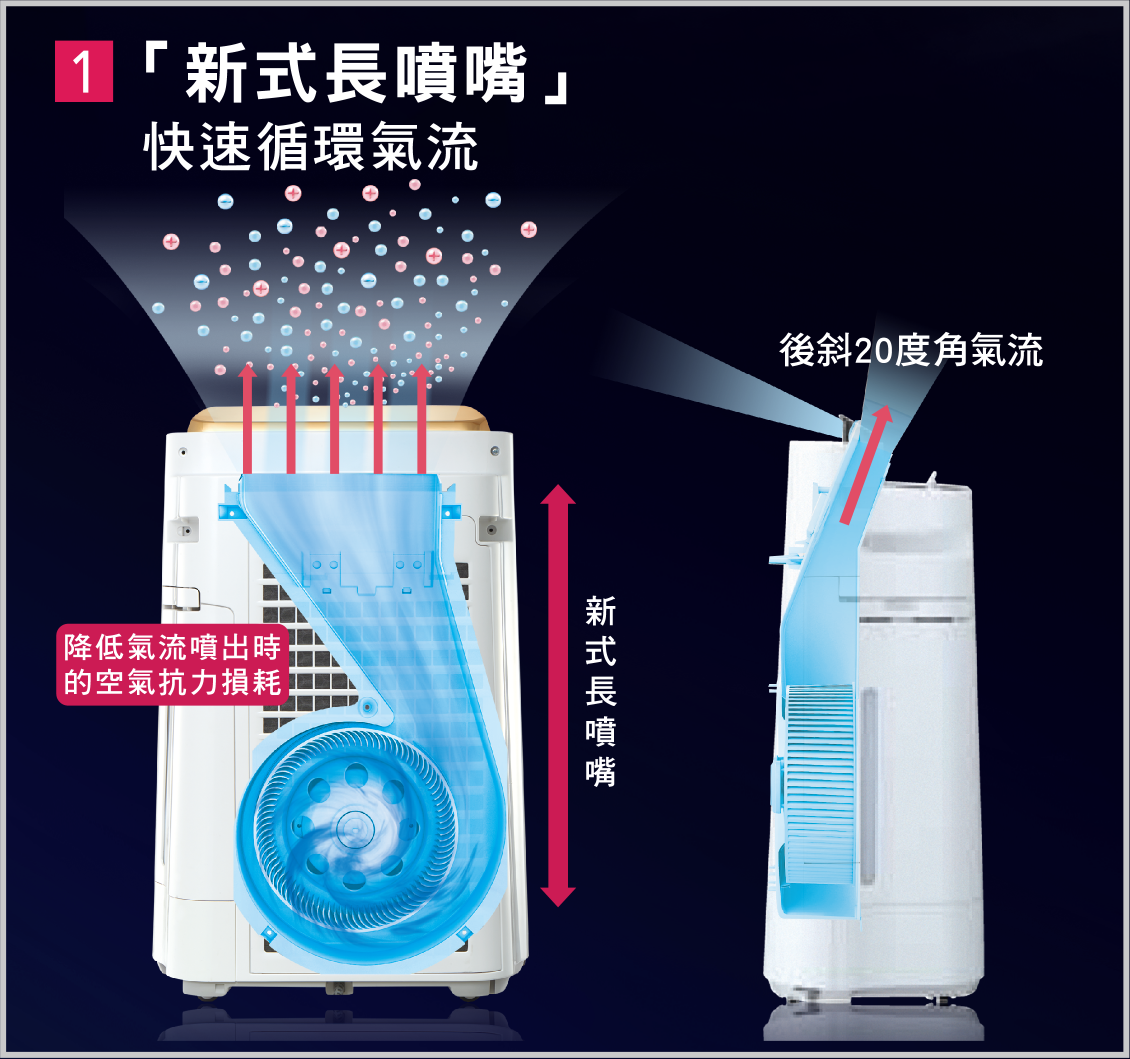 1「新式長噴嘴」
快速循環氣流
後斜20度角氣流
降低氣流噴出時
的空氣抗力損耗
新式長噴嘴